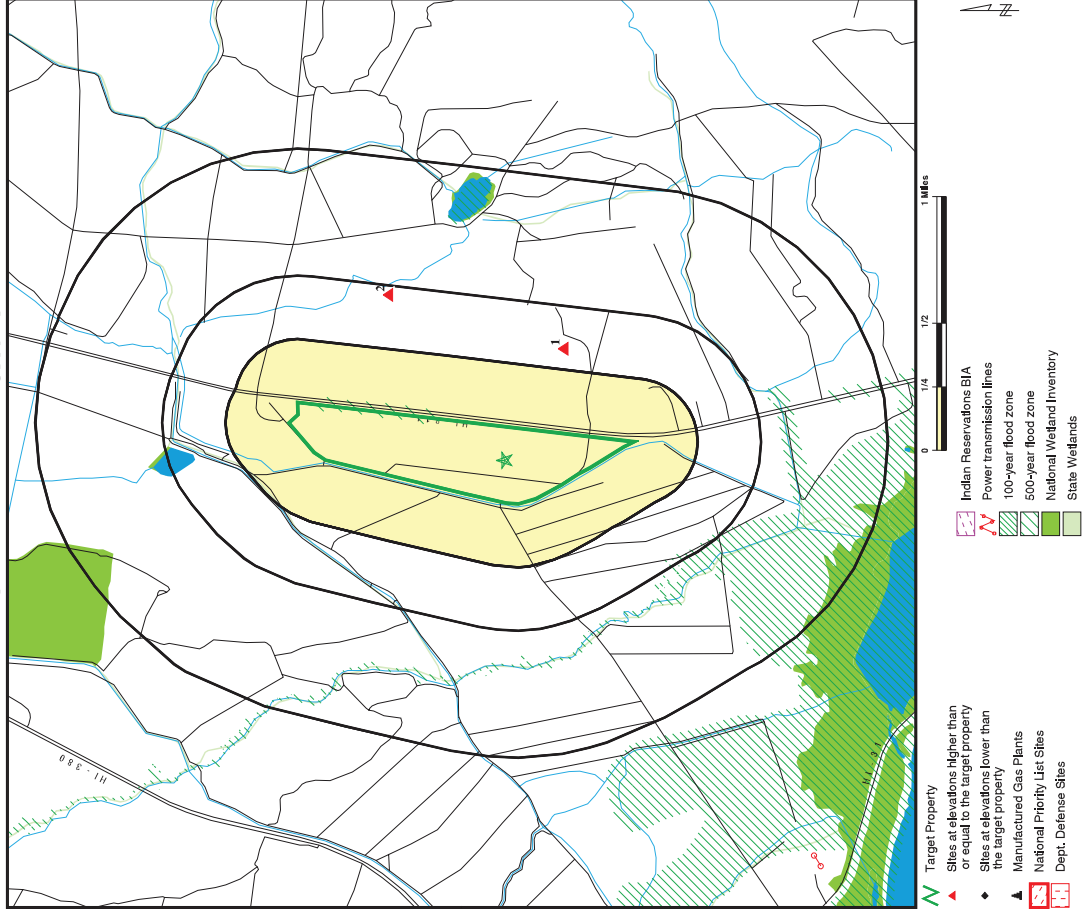 HI-380
2
1
HI 31
0
1/4
1/2
1 Miles
Target Property
Sites at elevations higher than
or equal to the target property
Sites at elevations lower than
the target property
Manufactured Gas Plants
National Priority List Sites
Dept. Defense Sites
Indian Reservations BIA
Power transmission lines
100-year flood zone
500-year flood zone
National Wetland Inventory
State Wetlands